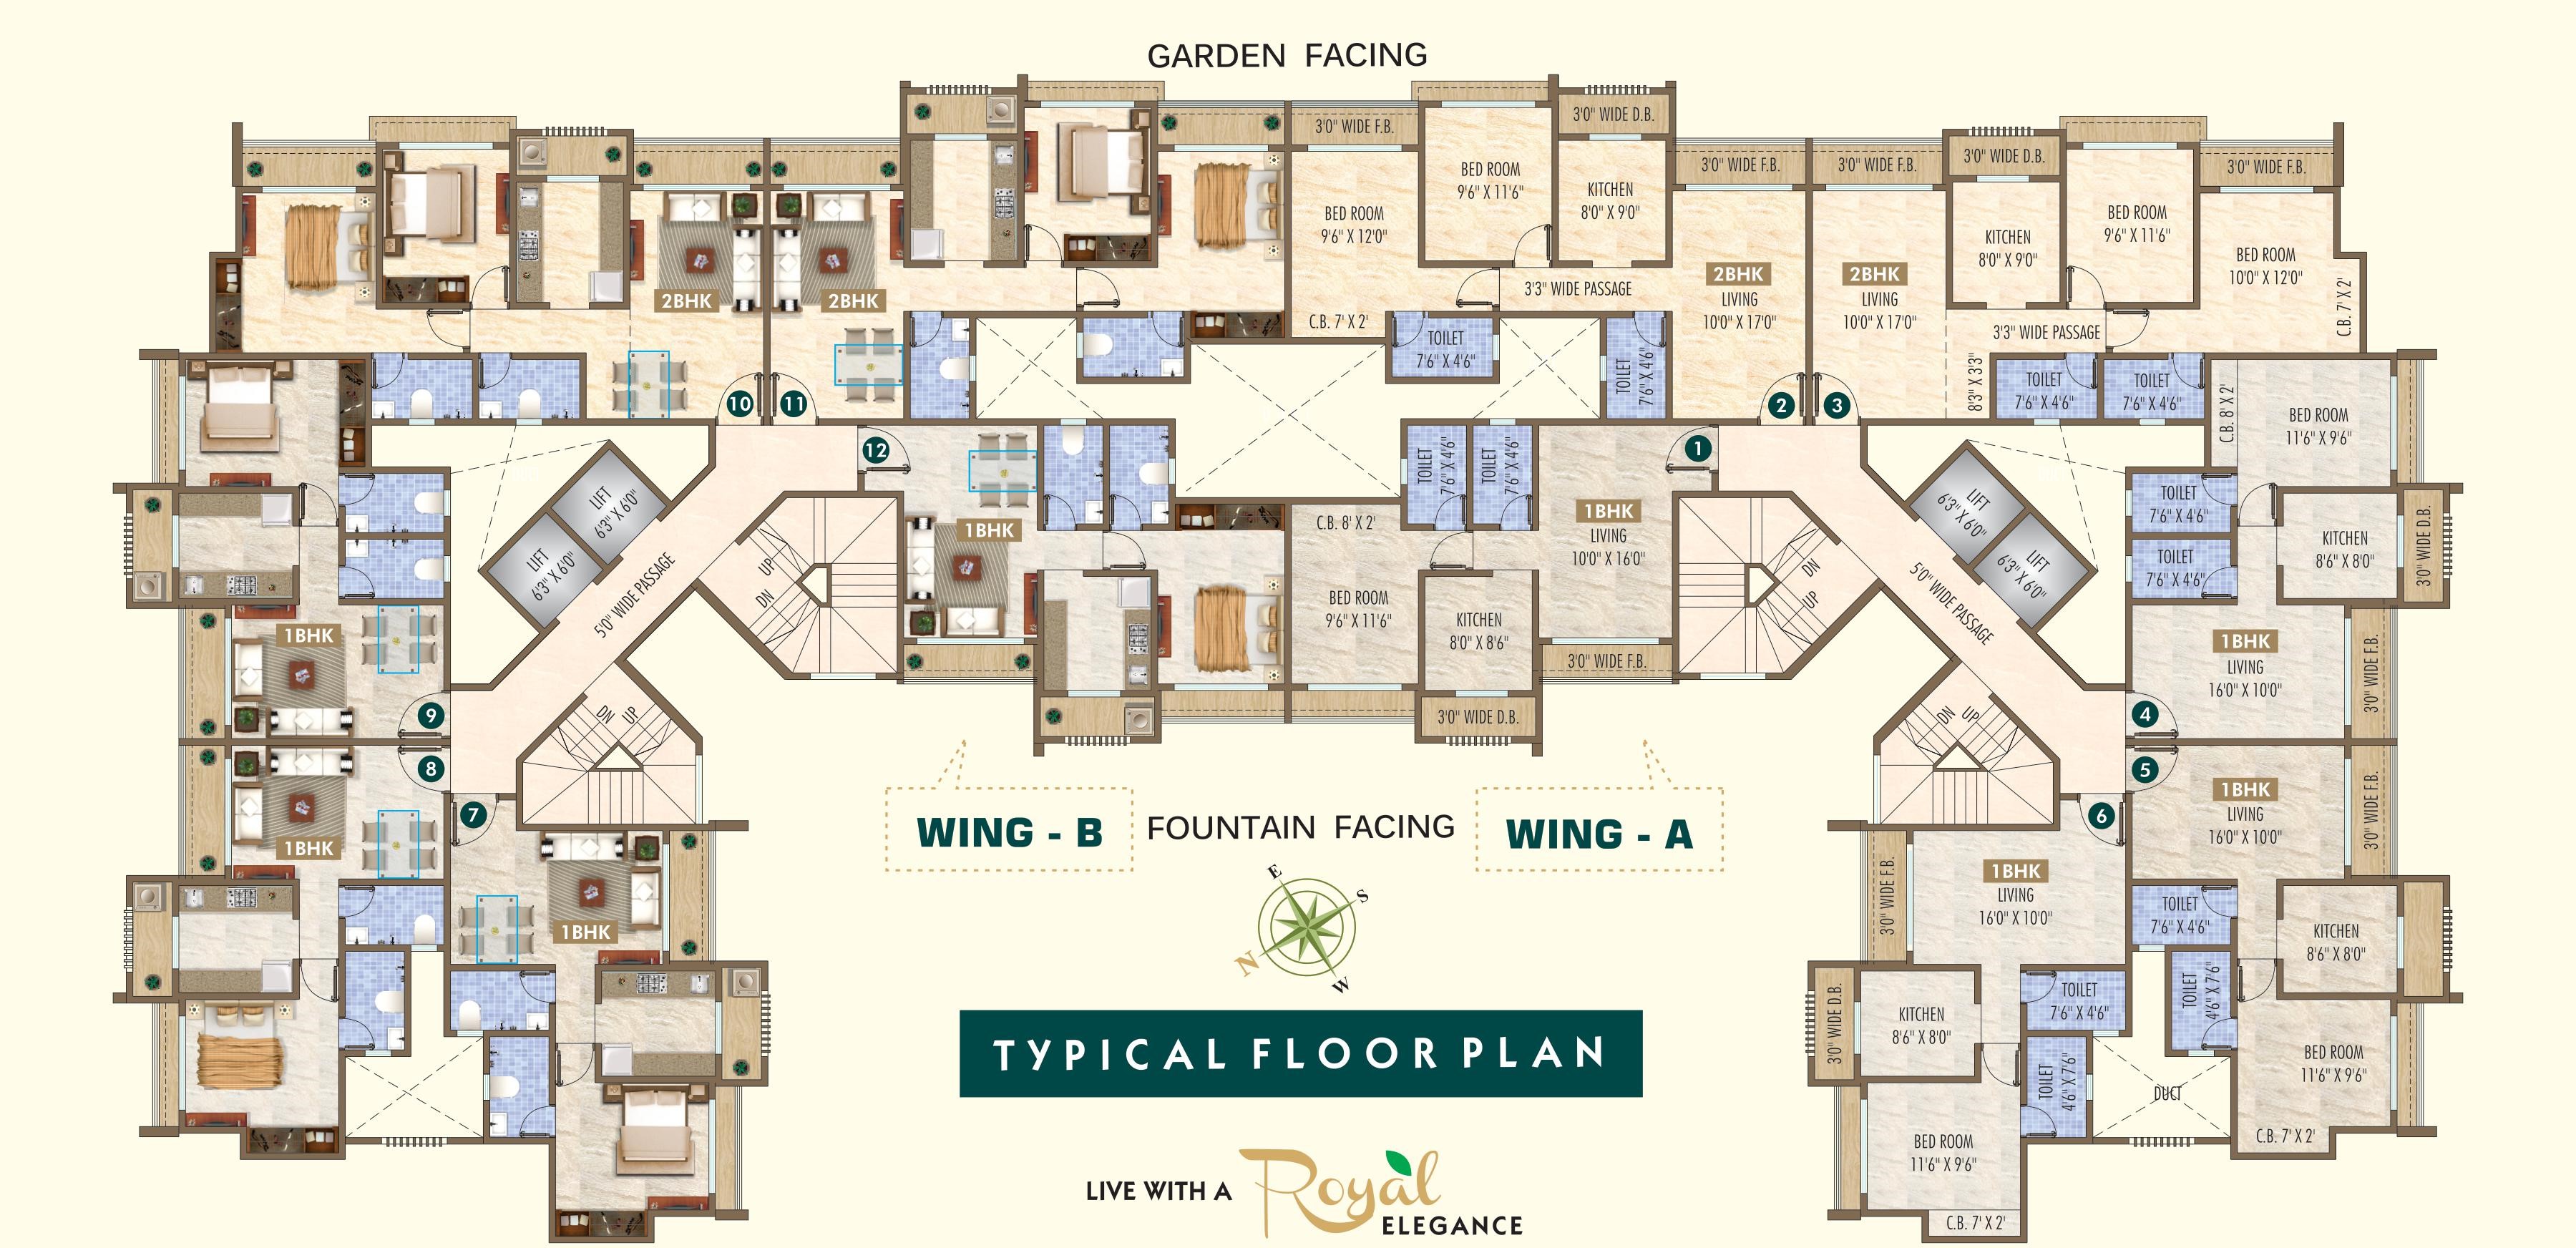 GARDEN FACING
3'0" WIDE F.B.
BED ROOM
9'6" X 12'0"
C.B. 7' X 2'
BED ROOM
9'6" X 11'6"
3'0" WIDE D.B.
KITCHEN
8'0" X 9'0"
3'3" WIDE PASSAGE
TOILET
7'6" X 4'6"
TOILET
7'6" X 4'6"
3'0" WIDE F.B.
2BHK
LIVING
10'0" X 17'0"
2
3'0" WIDE F.B.
2BHK
LIVING
10'0" X 17'0"
3
3'0" WIDE D.B.
KITCHEN
8'0" X 9'0"
BED ROOM
9'6" X 11'6"
3'0" WIDE F.B.
BED ROOM
10'0" X 12'0"
C.B. 7' X 2'
3'3" WIDE PASSAGE
8'3" X 3'3"
TOILET
7'6" X 4'6"
TOILET
7'6" X 4'6"
2BHK
10
2BHK
11
12
1BHK
LIFT
6'3" X 6'0"
LIFT
6'3" X 6'0"
5'0" WIDE PASSAGE
UP
DN
DN
UP
1BHK
9
8
1BHK
7
1BHK
TOILET
7'6" X 4'6"
TOILET
7'6" X 4'6"
1
1BHK
LIVING
10'0" X 16'0"
C.B. 8' X 2'
BED ROOM
9'6" X 11'6"
KITCHEN
8'0" X 8'6"
3'0" WIDE F.B.
3'0" WIDE D.B.
LIFT
6'3" X 6'0"
LIFT
6'3" X 6'0"
5'0" WIDE PASSAGE
DN
UP
DN
UP
C.B. 8' X 2'
BED ROOM
11'6" X 9'6"
TOILET
7'6" X 4'6"
TOILET
7'6" X 4'6"
KITCHEN
8'6" X 8'0"
3'0" WIDE D.B.
1BHK
LIVING
16'0" X 10'0"
3'0" WIDE F.B.
4
5
1BHK
LIVING
16'0" X 10'0"
3'0" WIDE F.B.
6
TOILET
7'6" X 4'6"
KITCHEN
8'6" X 8'0"
TOILET
4'6" X 7'6"
BED ROOM
11'6" X 9'6"
C.B. 7' X 2'
DUCT
3'0" WIDE F.B.
1BHK
LIVING
16'0" X 10'0"
3'0" WIDE D.B.
KITCHEN
8'6" X 8'0"
TOILET
7'6" X 4'6"
TOILET
4'6" X 7'6"
BED ROOM
11'6" X 9'6"
C.B. 7' X 2'
WING - B
FOUNTAIN FACING
WING - A
E
S
N
W
TYPICAL FLOOR PLAN
LIVE WITH A Royal
ELEGANCE